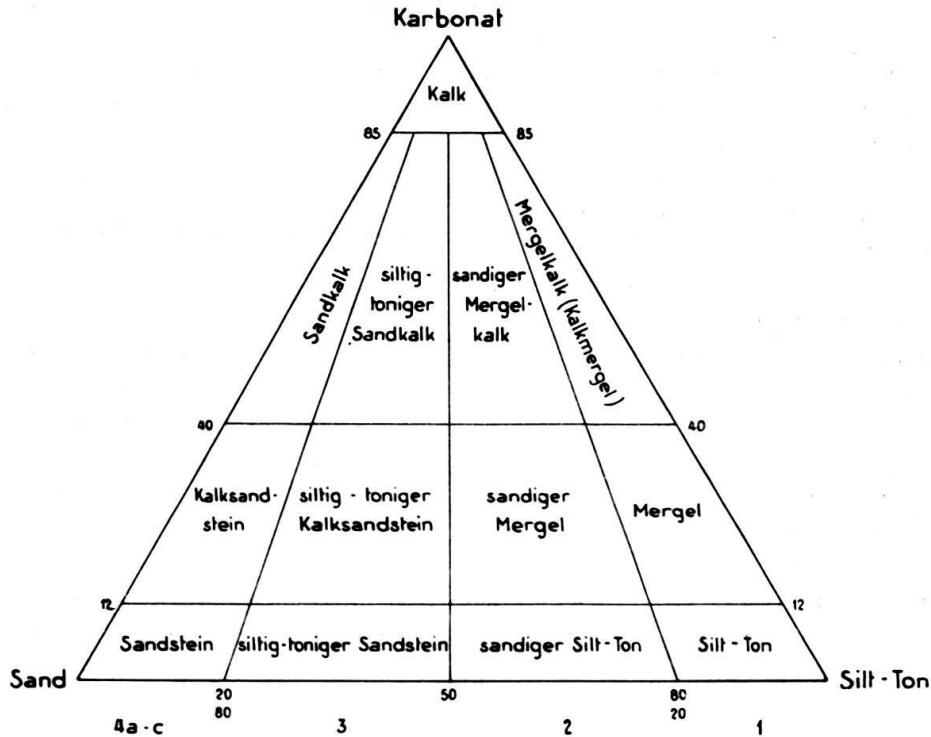 Karbonat
Kalk
85
85
Sandkalk
siltig-
toniger
Sandkalk
sandiger
Mergel-
kalk
Mergelkalk (Kalkmergel)
40
40
Kalksand-
stein
siltig-toniger
Kalksandstein
sandiger
Mergel
Mergel
12
12
Sandstein
siltig-toniger Sandstein
sandiger Silt-Ton
Silt-Ton
Sand
Silt-Ton
20
50
80
80
20
4a-c
3
2
1